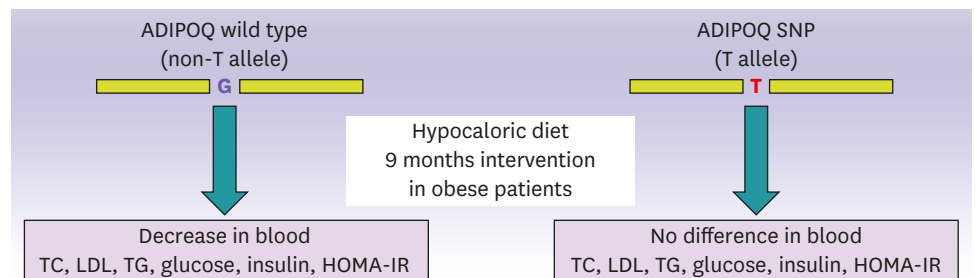 ADIPOQ wild type
(non-T allele)
G
ADIPOQ SNP
(T allele)
T
Hypocaloric diet
9 months intervention
in obese patients
Decrease in blood
TC, LDL, TG, glucose, insulin, HOMA-IR
No difference in blood
TC, LDL, TG, glucose, insulin, HOMA-IR